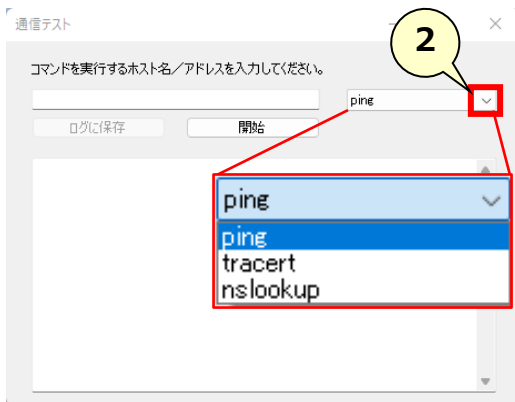 通信テスト
2
コマンドを実行するホスト名／アドレスを入力してください。
ping
ログに保存
開始
ping
ping
tracert
nslookup